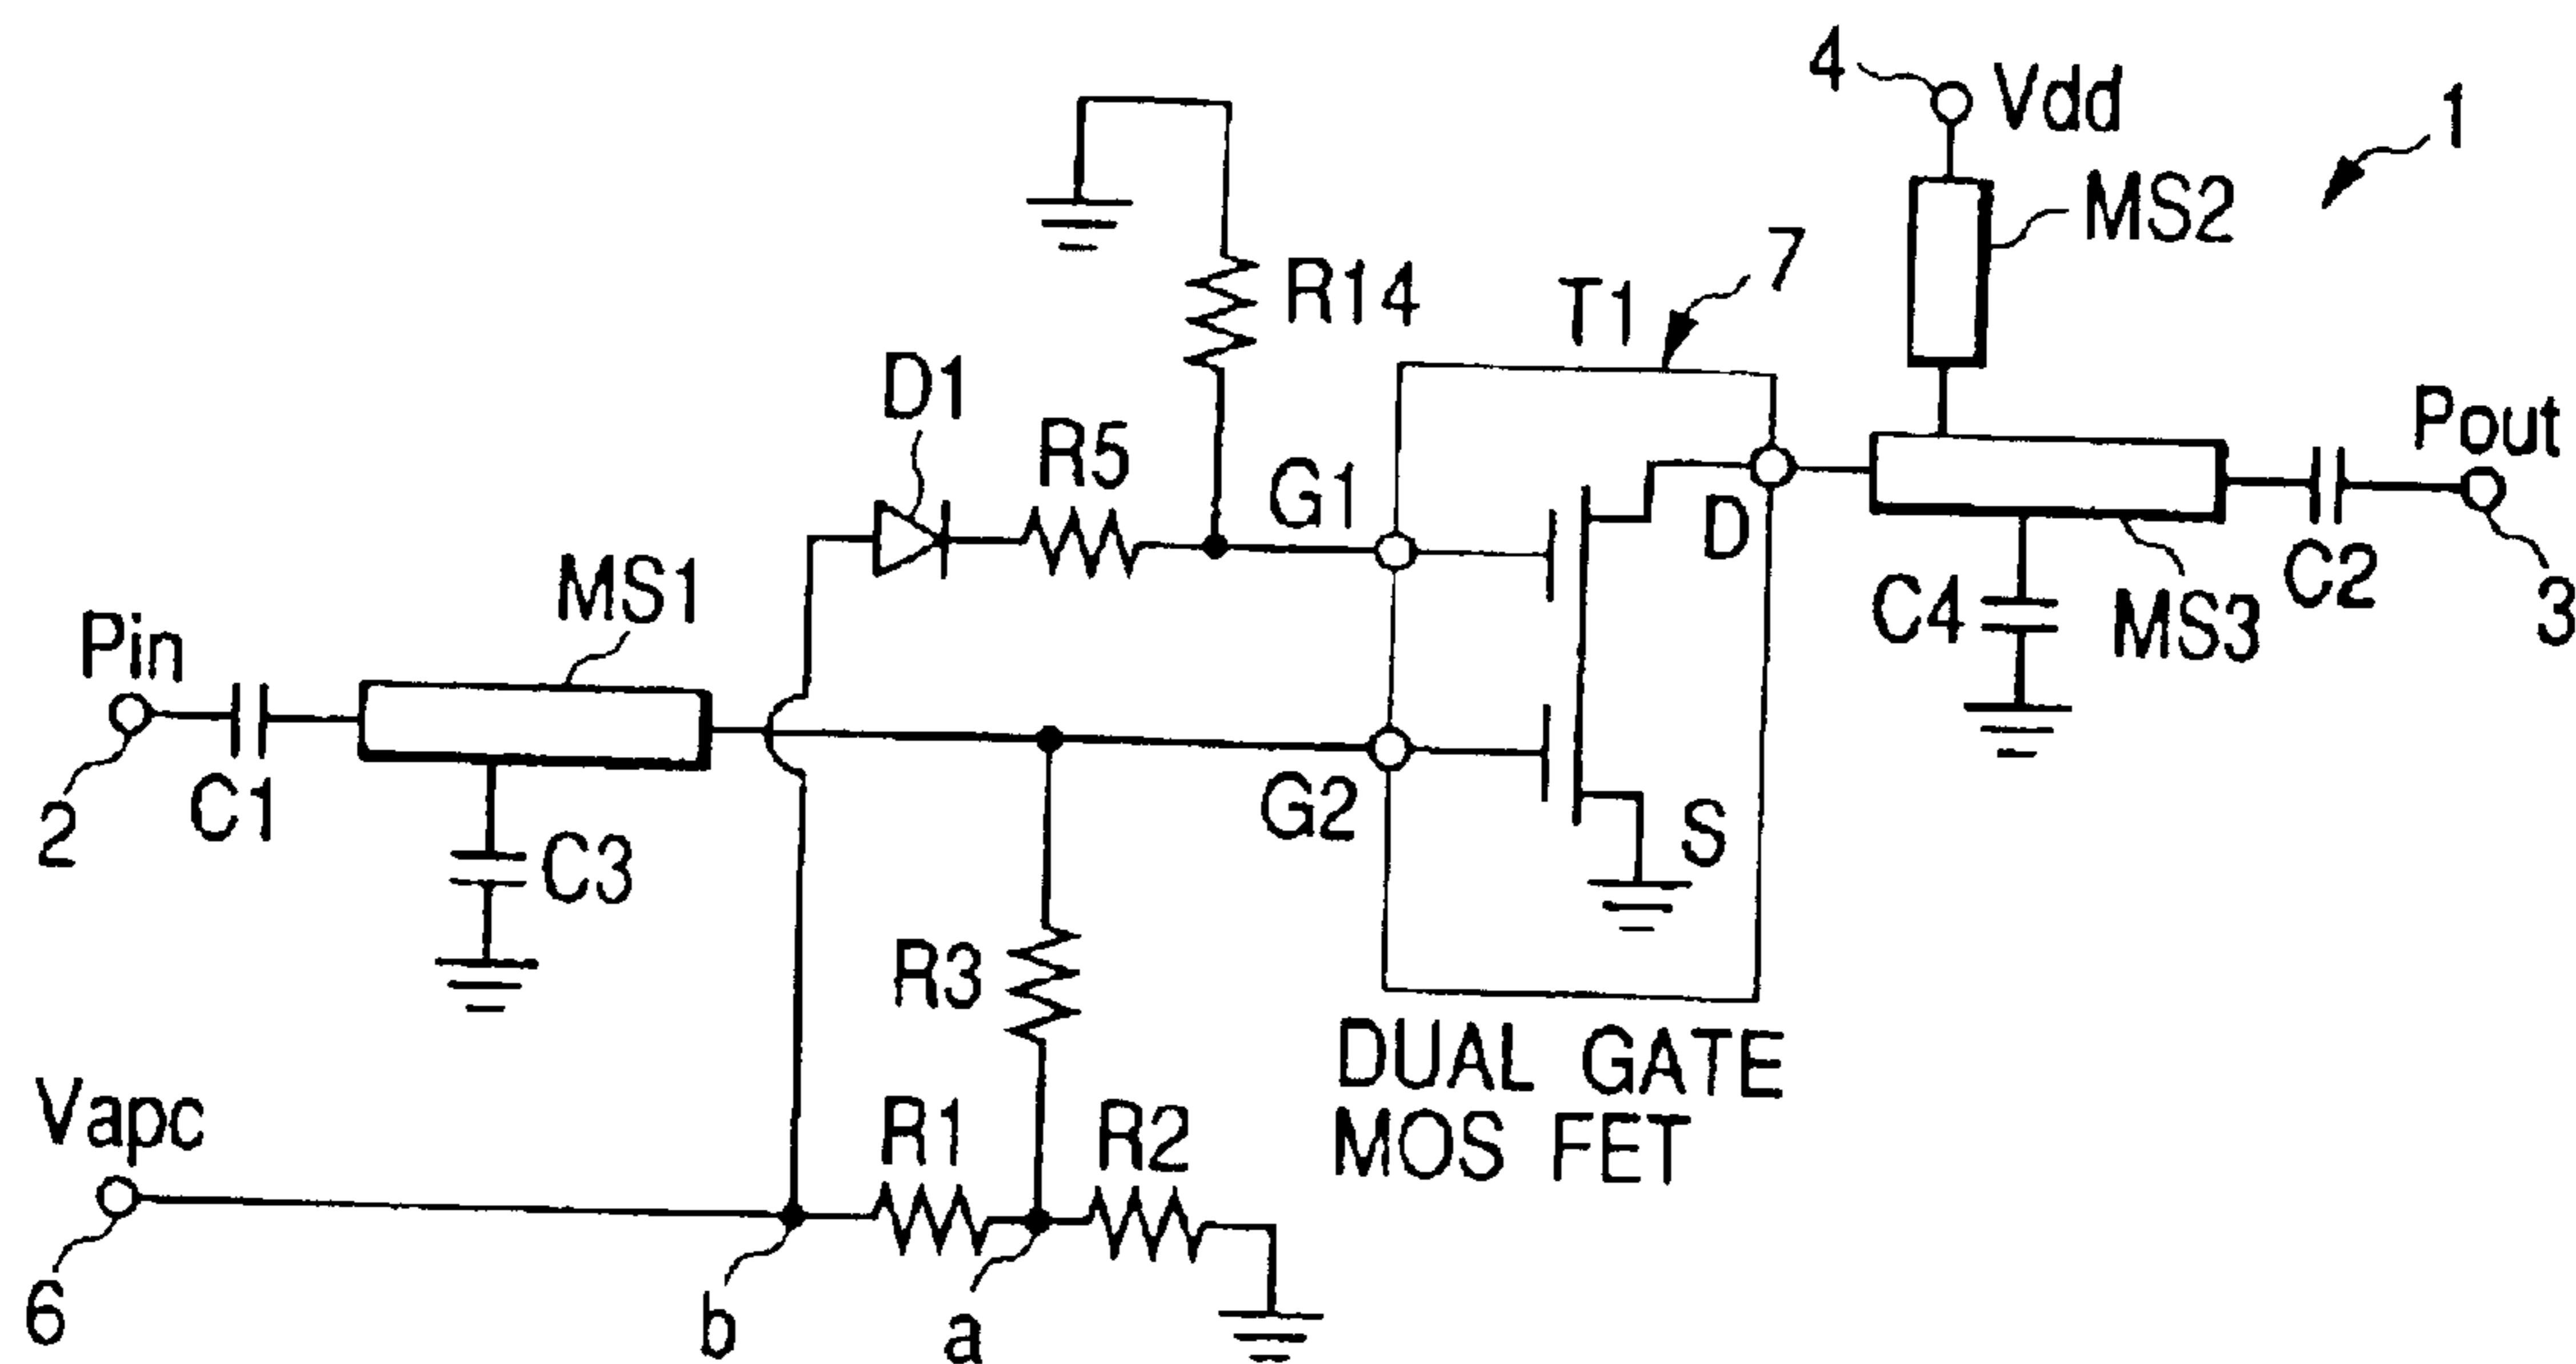 4
Vdd
1
MS2
R14
T1
7
D1
R5
G1
D
Pout
C2
3
C4
MS3
MS1
Pin
2
C1
C3
G2
S
R3
DUAL GATE
MOS FET
Vapc
6
R1
R2
b
a